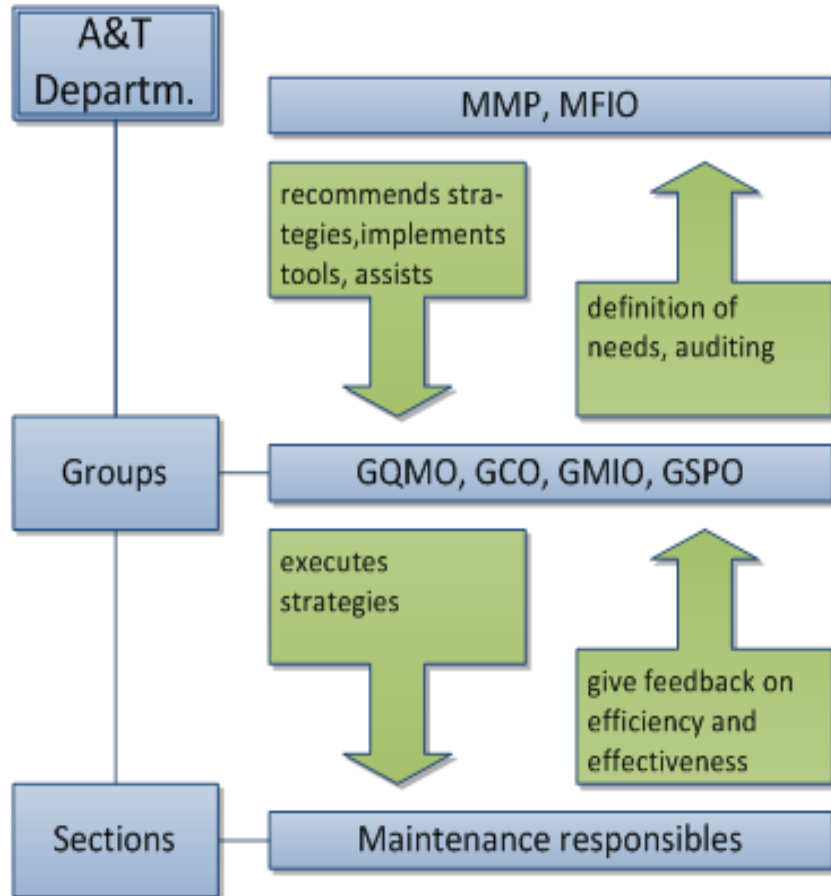 A&T
Departm.
MMP, MFIO
recommends stra-
tegies,implements
tools, assists
definition of
needs, auditing
Groups
GQMO, GCO, GMIO, GSPO
executes
strategies
give feedback on
efficiency and
effectiveness
Sections
Maintenance responsibles